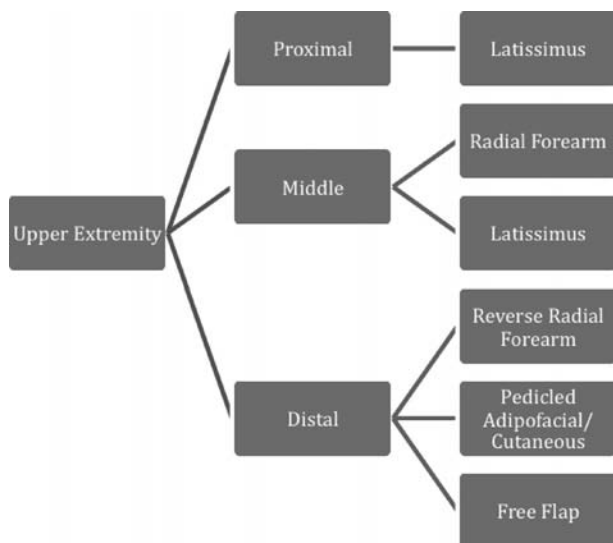 Upper Extremity
Proximal
Latissimus
Middle
Radial Forearm
Latissimus
Distal
Reverse Radial
Forearm
Pedicled
Adipofacial/
Cutaneous
Free Flap